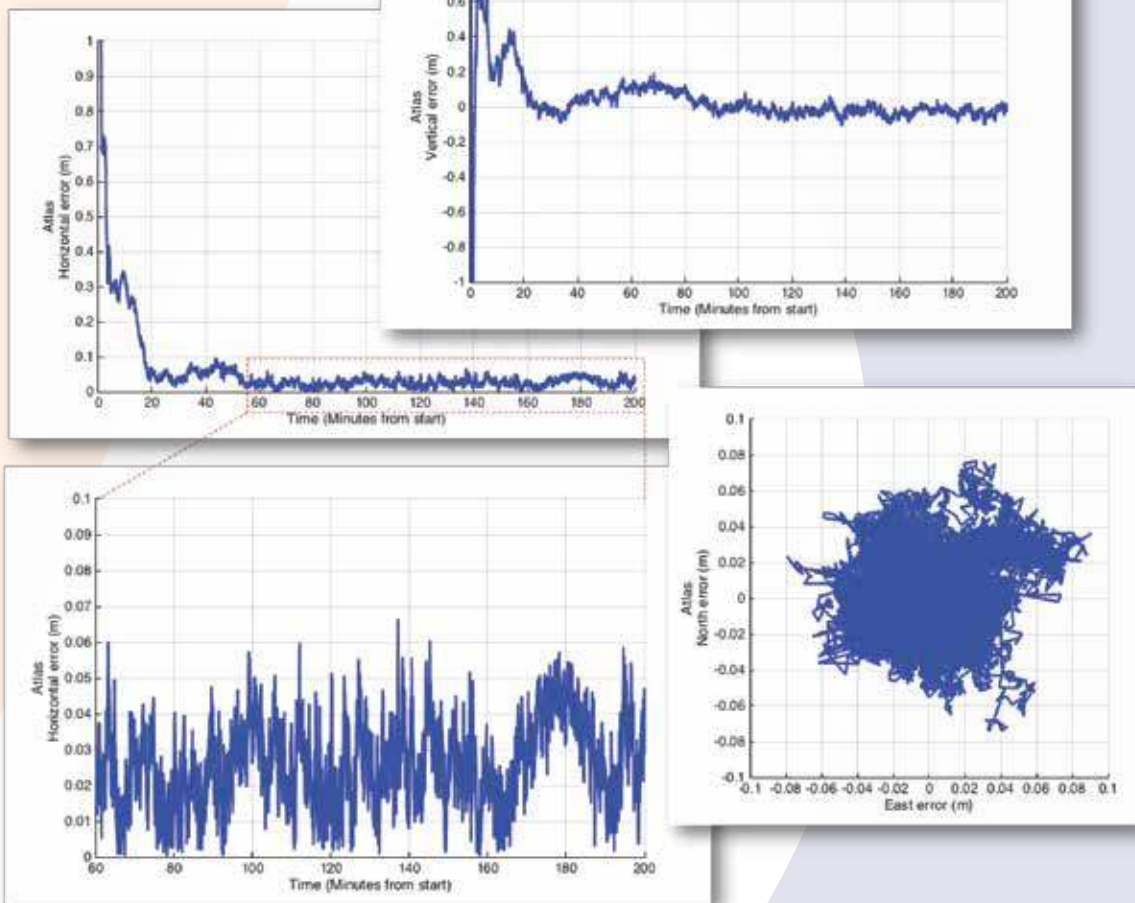 1
0.9
0.8
0.7
0.6
0.5
0.4
0.3
0.2
0.1
0
Atlas
Horizontal error (m)
0 20 40 60 80 100 120 140 160 180 200
Time (Minutes from start)
0.6
0.4
0.2
0
-0.2
-0.4
-0.6
-0.8
-1
Atlas
Vertical error (m)
0 20 40 60 80 100 120 140 160 180 200
Time (Minutes from start)
0.1
0.09
0.08
0.07
0.06
0.05
0.04
0.03
0.02
0.01
0
Atlas
Horizontal error (m)
60 80 100 120 140 160 180 200
Time (Minutes from start)
0.1
0.08
0.06
0.04
0.02
0
-0.02
-0.04
-0.06
-0.08
-0.1
Atlas
North error (m)
-0.1 -0.08 -0.06 -0.04 -0.02 0 0.02 0.04 0.06 0.08 0.1
East error (m)